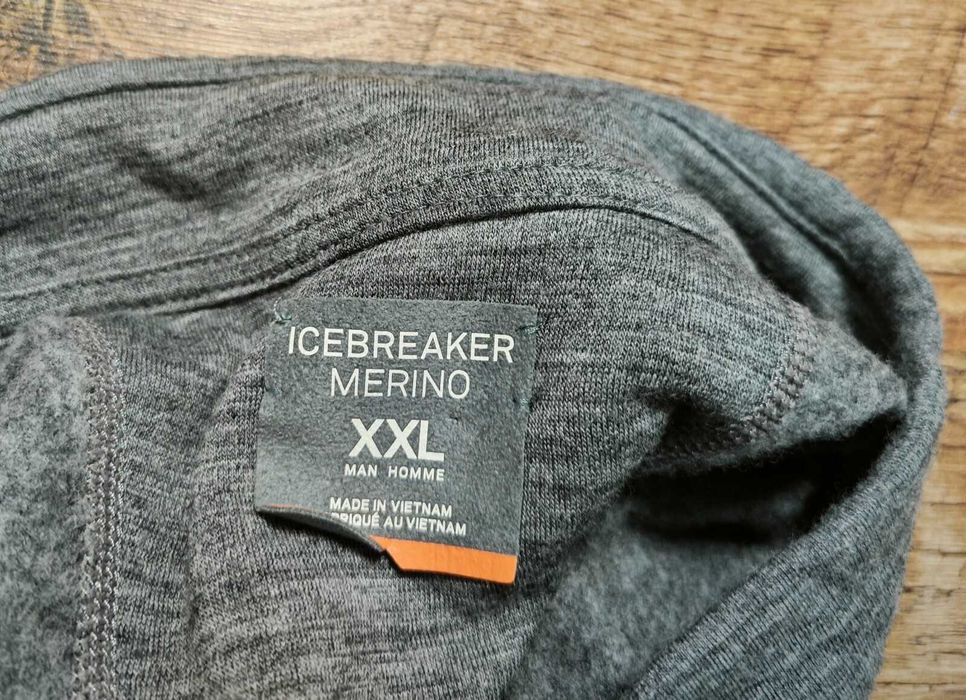 ICEBREAKER
MERINO
XXL
MAN HOMME
MADE IN VIETNAM
AU VIETNAM